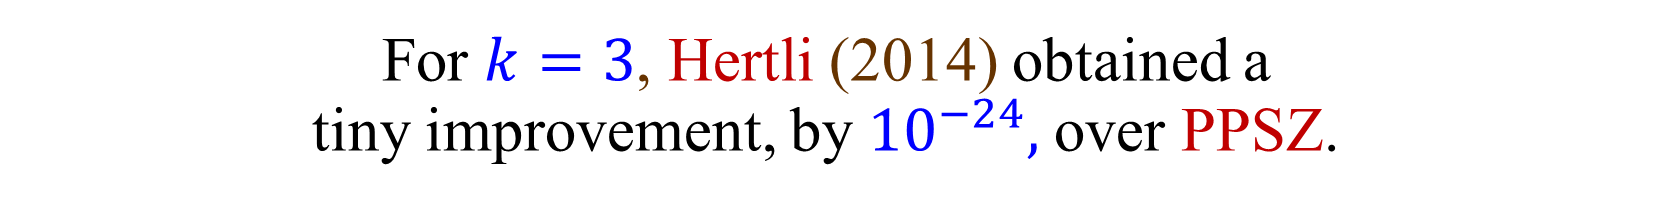 For k = 3, Hertli (2014) obtained a
tiny improvement, by 10⁻²⁴, over PPSZ.